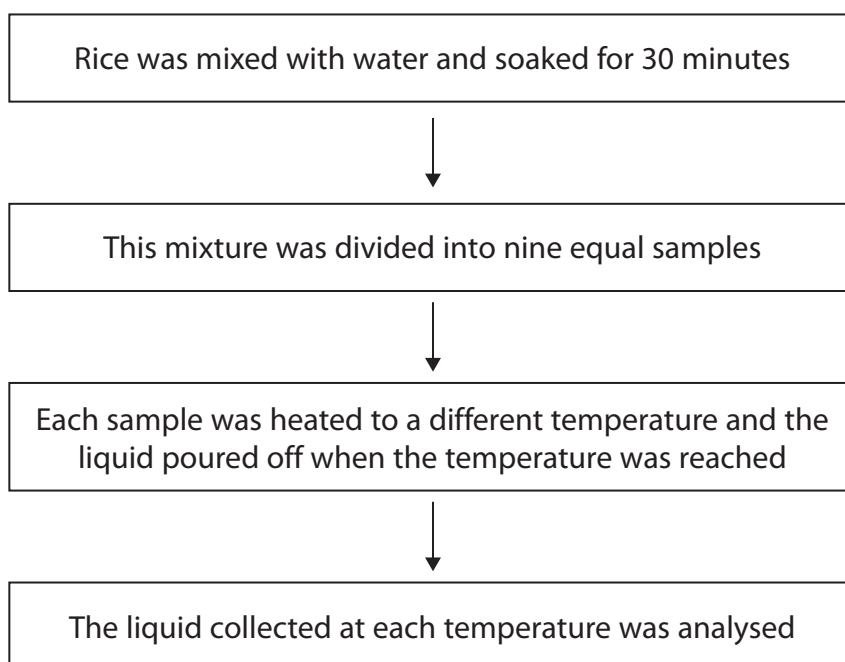 Rice was mixed with water and soaked for 30 minutes
This mixture was divided into nine equal samples
Each sample was heated to a different temperature and the
liquid poured off when the temperature was reached
The liquid collected at each temperature was analysed